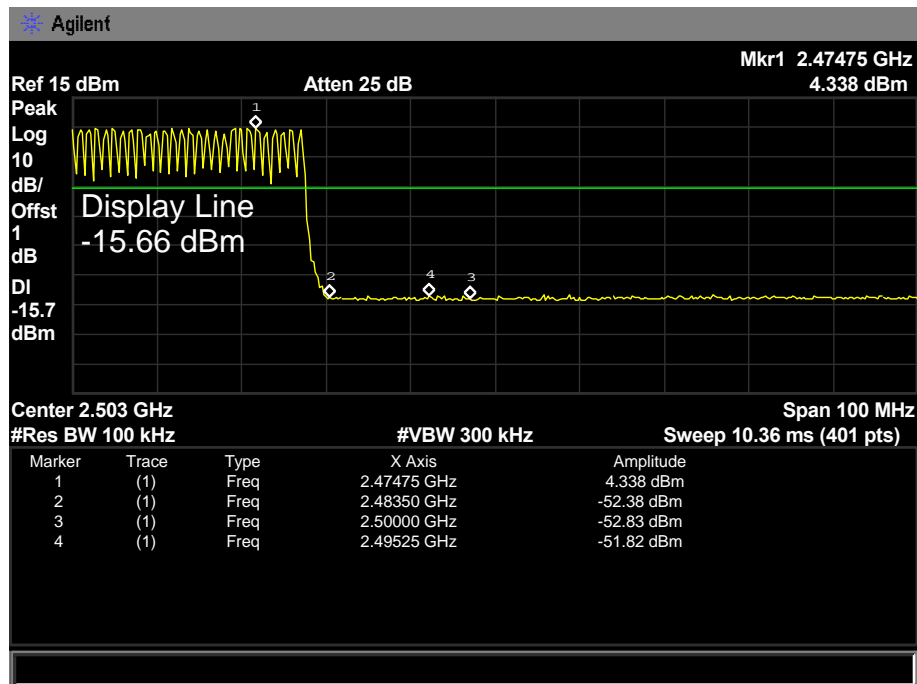 Agilent
Mkr1 2.47475 GHz
Ref 15 dBm Atten 25 dB 4.338 dBm
Peak
Log
10
dB/
Offst
1
dB
DI
-15.7
dBm
1
Display Line
-15.66 dBm
2 4 3
Center 2.503 GHz Span 100 MHz
#Res BW 100 kHz #VBW 300 kHz Sweep 10.36 ms (401 pts)
Marker Trace Type X Axis Amplitude
1 (1) Freq 2.47475 GHz 4.338 dBm
2 (1) Freq 2.48350 GHz -52.38 dBm
3 (1) Freq 2.50000 GHz -52.83 dBm
4 (1) Freq 2.49525 GHz -51.82 dBm